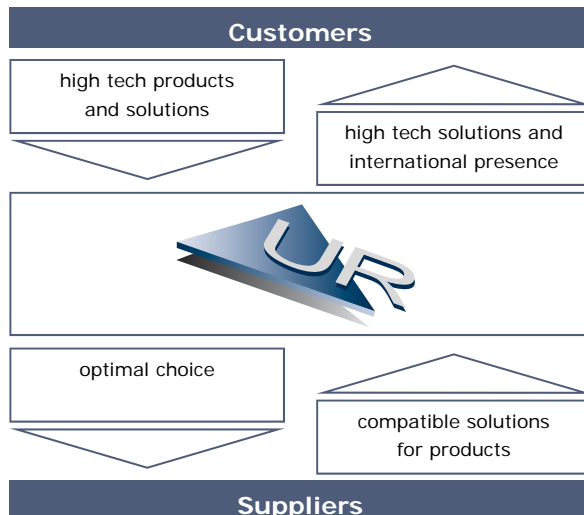 Customers
high tech products
and solutions
high tech solutions and
international presence
UR
optimal choice
compatible solutions
for products
Suppliers